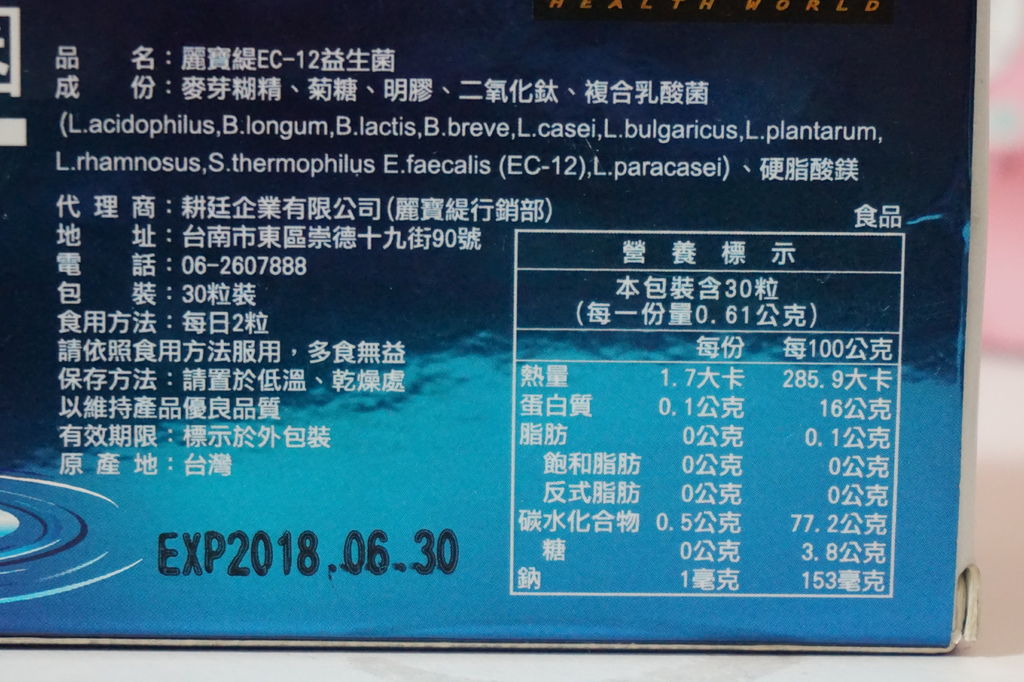 HEALTH WORLD
品 名：麗寶緹EC-12益生菌
成 份：麥芽糊精、菊糖、明膠、二氧化鈦、複合乳酸菌
(L.acidophilus,B.longum,B.lactis,B.breve,L.casei,L.bulgaricus,L.plantarum,
L.rhamnosus,S.thermophilus E.faecalis (EC-12),L.paracasei)、硬脂酸鎂
代 理 商：耕廷企業有限公司(麗寶緹行銷部)
地 址：台南市東區崇德十九街90號
電 話：06-2607888
包 裝：30粒裝
食用方法：每日2粒
請依照食用方法服用，多食無益
保存方法：請置於低溫、乾燥處
以維持產品優良品質
有效期限：標示於外包裝
原 產 地：台灣
EXP2018.06.30
食品
營 養 標 示
本包裝含30粒
(每一份量0.61公克)
每份 每100公克
熱量 1.7大卡 285.9大卡
蛋白質 0.1公克 16公克
脂肪 0公克 0.1公克
飽和脂肪 0公克 0公克
反式脂肪 0公克 0公克
碳水化合物 0.5公克 77.2公克
糖 0公克 3.8公克
鈉 1毫克 153毫克